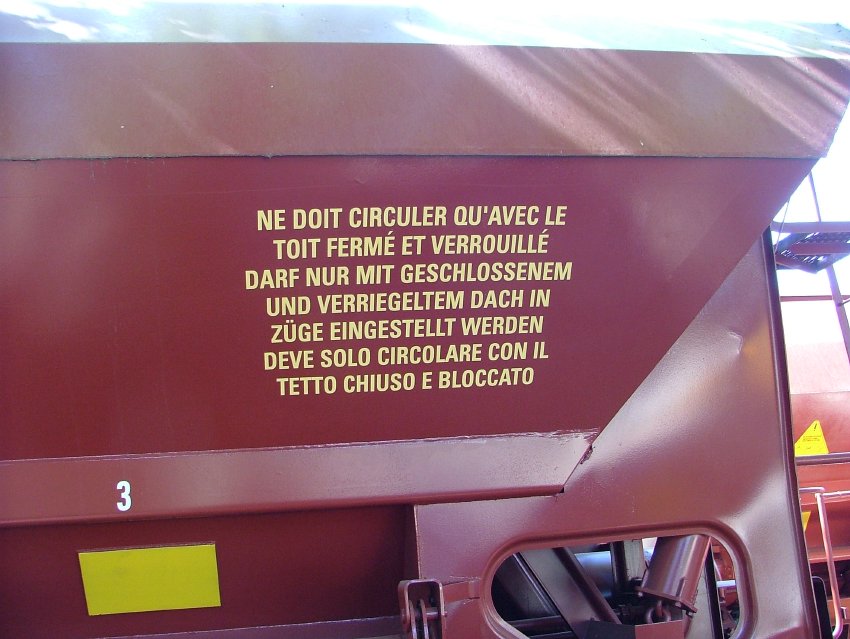 NE DOIT CIRCULER QU'AVEC LE
TOIT FERMÉ ET VERROUILLÉ
DARF NUR MIT GESCHLOSSENEM
UND VERRIEGELTEM DACH IN
ZÜGE EINGESTELLT WERDEN
DEVE SOLO CIRCOLARE CON IL
TETTO CHIUSO E BLOCCATO
3